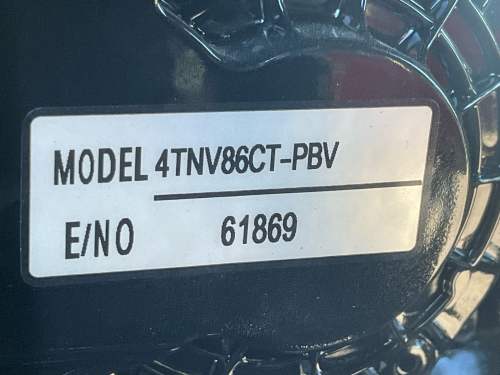 MODEL 4TNV86CT-PBV
E/NO 61869